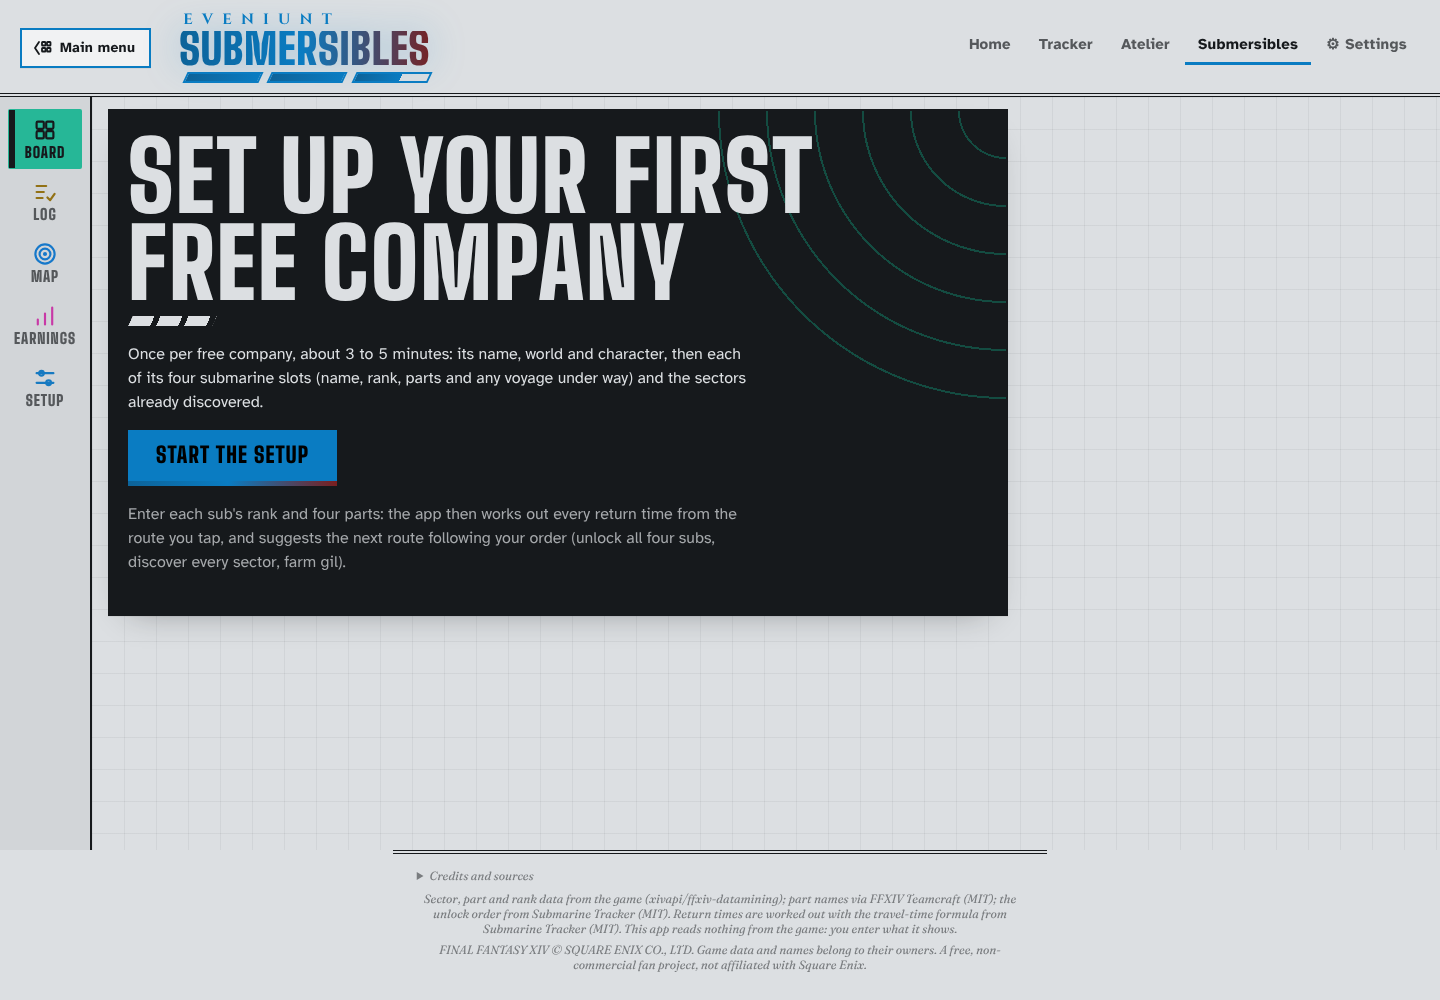 Main menu
EVENIUNT
SUBMERSIBLES
Home
Tracker
Atelier
Submersibles
⚙ Settings
BOARD
LOG
MAP
EARNINGS
SETUP
SET UP YOUR FIRST
FREE COMPANY
Once per free company, about 3 to 5 minutes: its name, world and character, then each
of its four submarine slots (name, rank, parts and any voyage under way) and the sectors
already discovered.
START THE SETUP
Enter each sub's rank and four parts: the app then works out every return time from the
route you tap, and suggests the next route following your order (unlock all four subs,
discover every sector, farm gil).
▶ Credits and sources
Sector, part and rank data from the game (xivapi/ffxiv-datamining); part names via FFXIV Teamcraft (MIT); the
unlock order from Submarine Tracker (MIT). Return times are worked out with the travel-time formula from
Submarine Tracker (MIT). This app reads nothing from the game: you enter what it shows.
FINAL FANTASY XIV © SQUARE ENIX CO., LTD. Game data and names belong to their owners. A free, non-
commercial fan project, not affiliated with Square Enix.